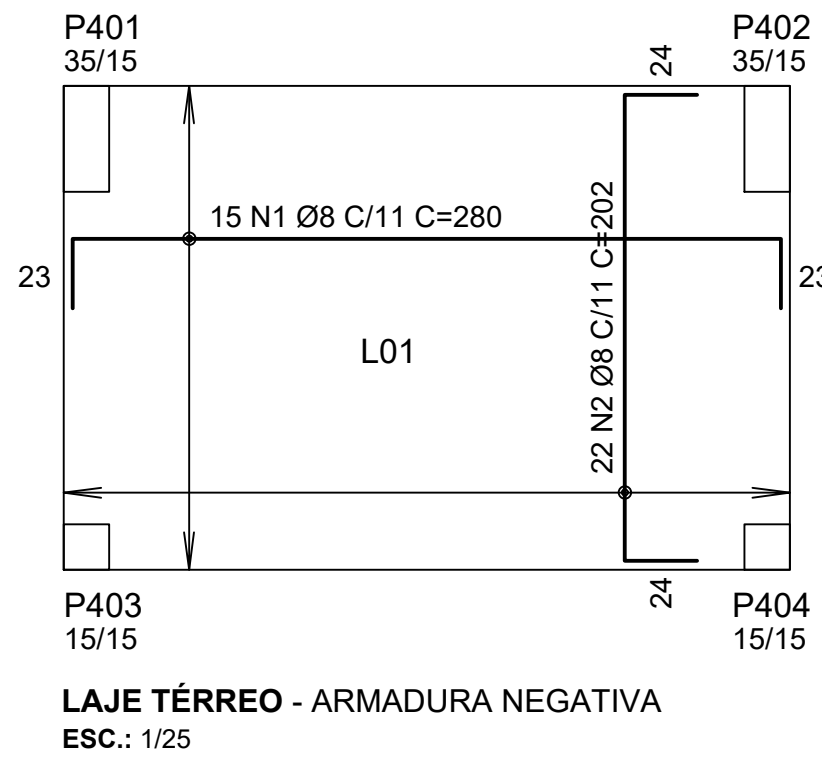 P401
35/15
P402
35/15
24
15 N1 Ø8 C/11 C=280
22 N2 Ø8 C/11 C=202
23
23
L01
24
P403
15/15
P404
15/15
LAJE TÉRREO - ARMADURA NEGATIVA
ESC.: 1/25